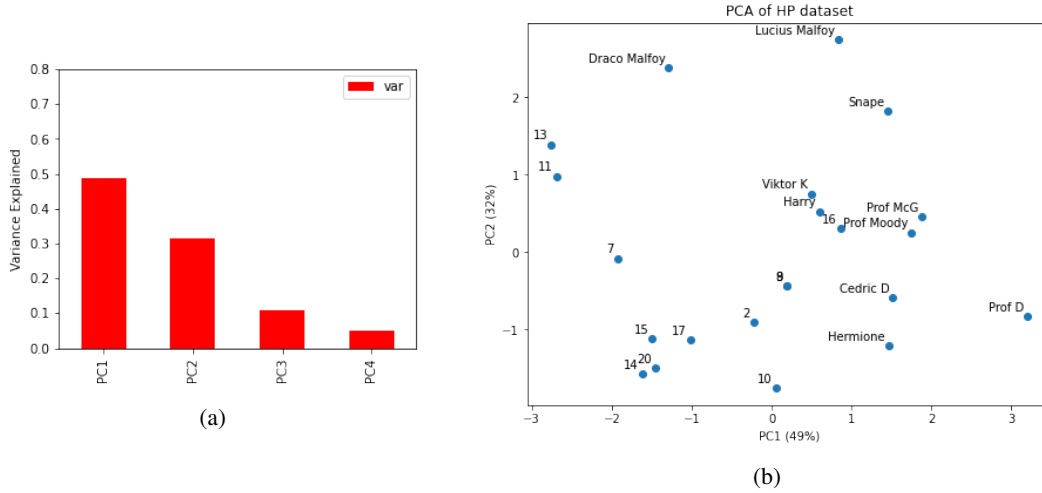 0.8
0.7
0.6
0.5
0.4
0.3
0.2
0.1
0.0
Variance Explained
var
PC1
PC2
PC3
PC4
(a)
PCA of HP dataset
Lucius Malfoy
Draco Malfoy
Snape
13
11
Viktor K
Harry
16
Prof McG
Prof Moody
7
Cedric D
Prof D
2
15
17
Hermione
14
20
10
2
1
0
−1
PC2 (32%)
−3
−2
−1
0
1
2
3
PC1 (49%)
(b)